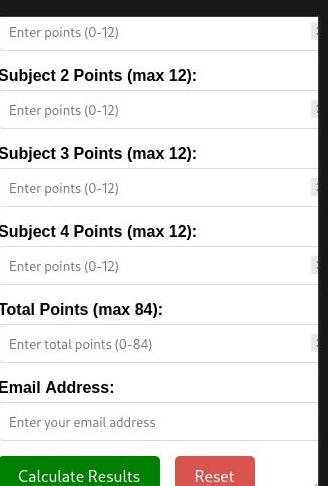 Enter points (0-12)
Subject 2 Points (max 12):
Enter points (0-12)
Subject 3 Points (max 12):
Enter points (0-12)
Subject 4 Points (max 12):
Enter points (0-12)
Total Points (max 84):
Enter total points (0-84)
Email Address:
Enter your email address
Calculate Results Reset